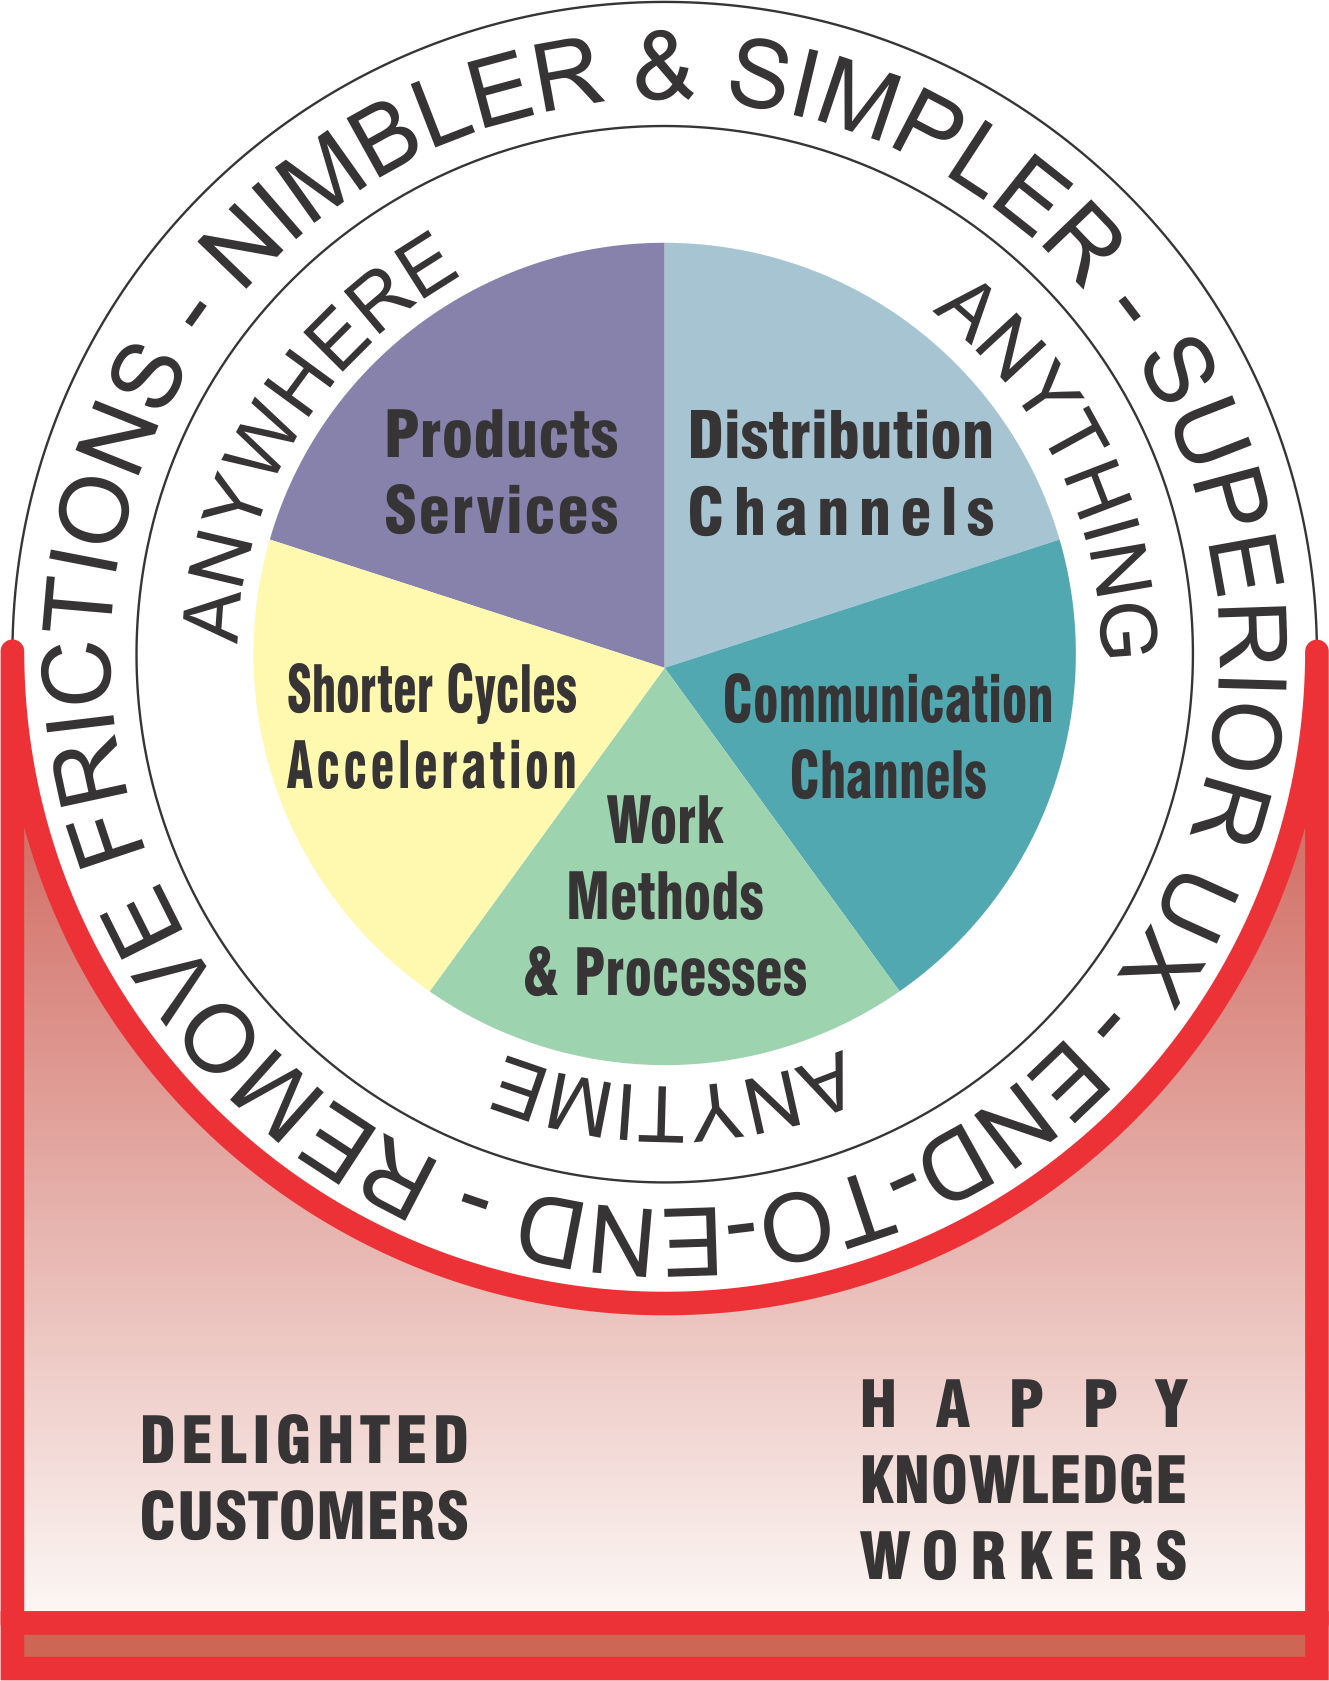 REMOVE FRICTIONS - NIMBLER & SIMPLER - SUPERIOR UX - END-TO-END -
ANYWHERE
ANYTHING
ANYTIME
Products
Services
Distribution
Channels
Shorter Cycles
Acceleration
Communication
Channels
Work
Methods
& Processes
DELIGHTED
CUSTOMERS
HAPPY
KNOWLEDGE
WORKERS